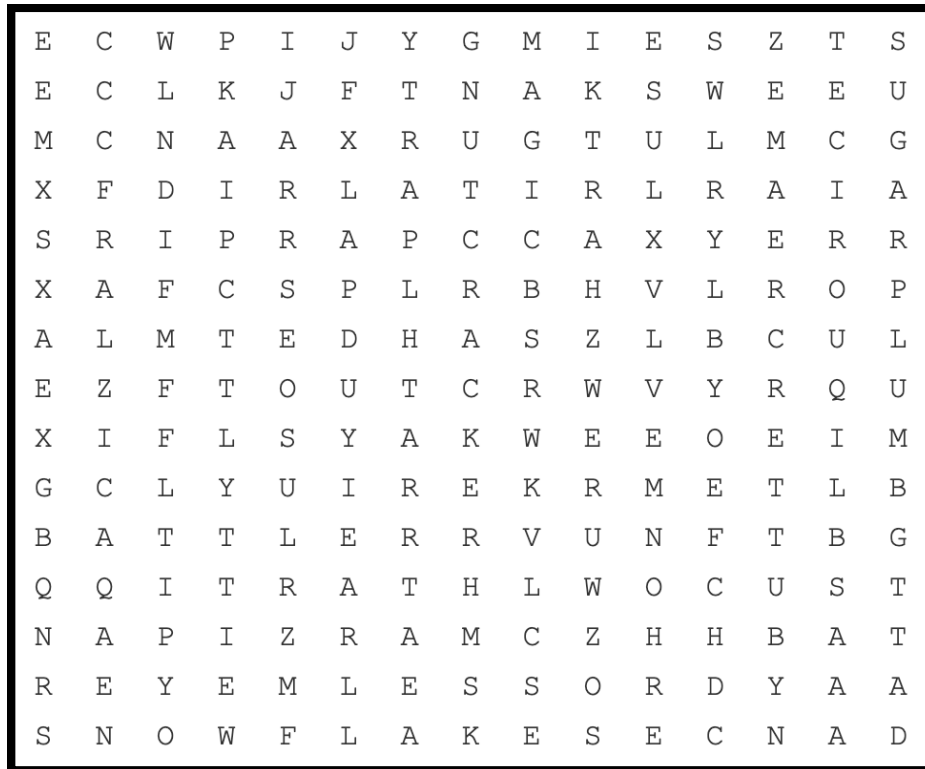 E C W P I J Y G M I E S Z T S
E C L K J F T N A K S W E E U
M C N A A X R U G T U L M C G
X F D I R L A T I R L R A I A
S R I P R A P C C A X Y E R R
X A F C S P L R B H V L R O P
A L M T E D H A S Z L B C U L
E Z F T O U T C R W V Y R Q U
X I F L S Y A K W E E O E I M
G C L Y U I R E K R M E T L B
B A T T L E R R V U N F T B G
Q Q I T R A T H L W O C U S T
N A P I Z R A M C Z H H B A T
R E Y E M L E S S O R D Y A A
S N O W F L A K E S E C N A D